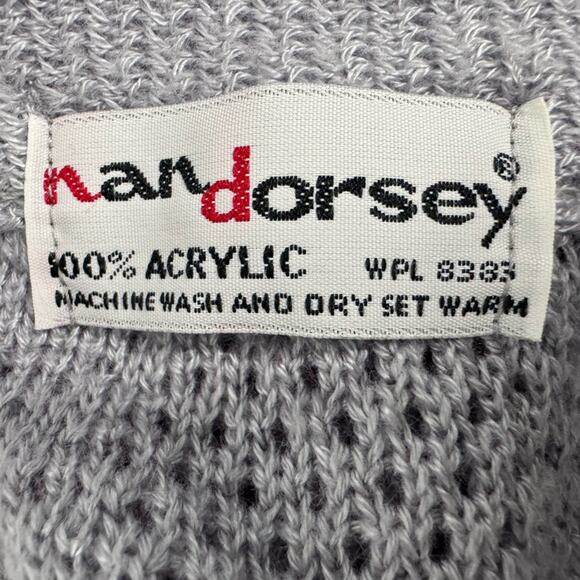 nandorsey®
100% ACRYLIC WPL 8383
MACHINE WASH AND DRY SET WARM